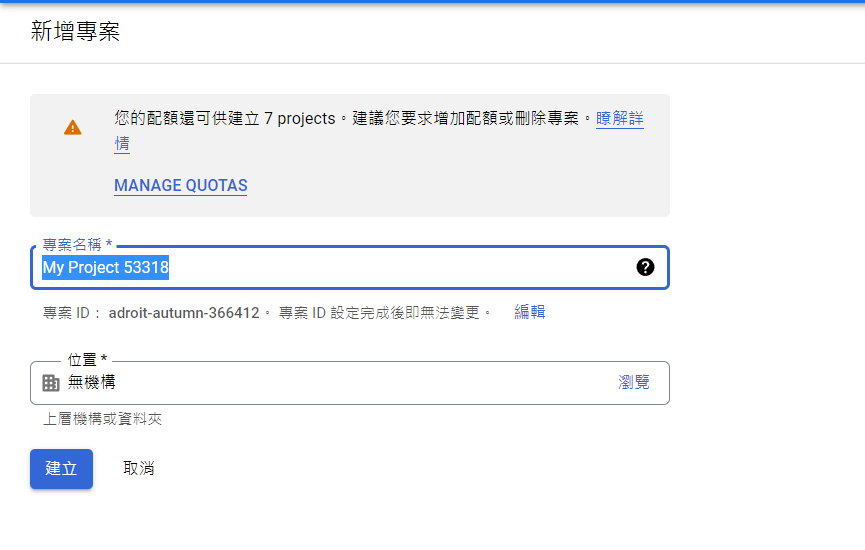 新增專案
您的配額還可供建立 7 projects。建議您要求增加配額或刪除專案。瞭解詳
情
MANAGE QUOTAS
專案名稱 *
My Project 53318
專案 ID： adroit-autumn-366412。 專案 ID 設定完成後即無法變更。 編輯
位置 *
無機構 瀏覽
上層機構或資料夾
建立 取消